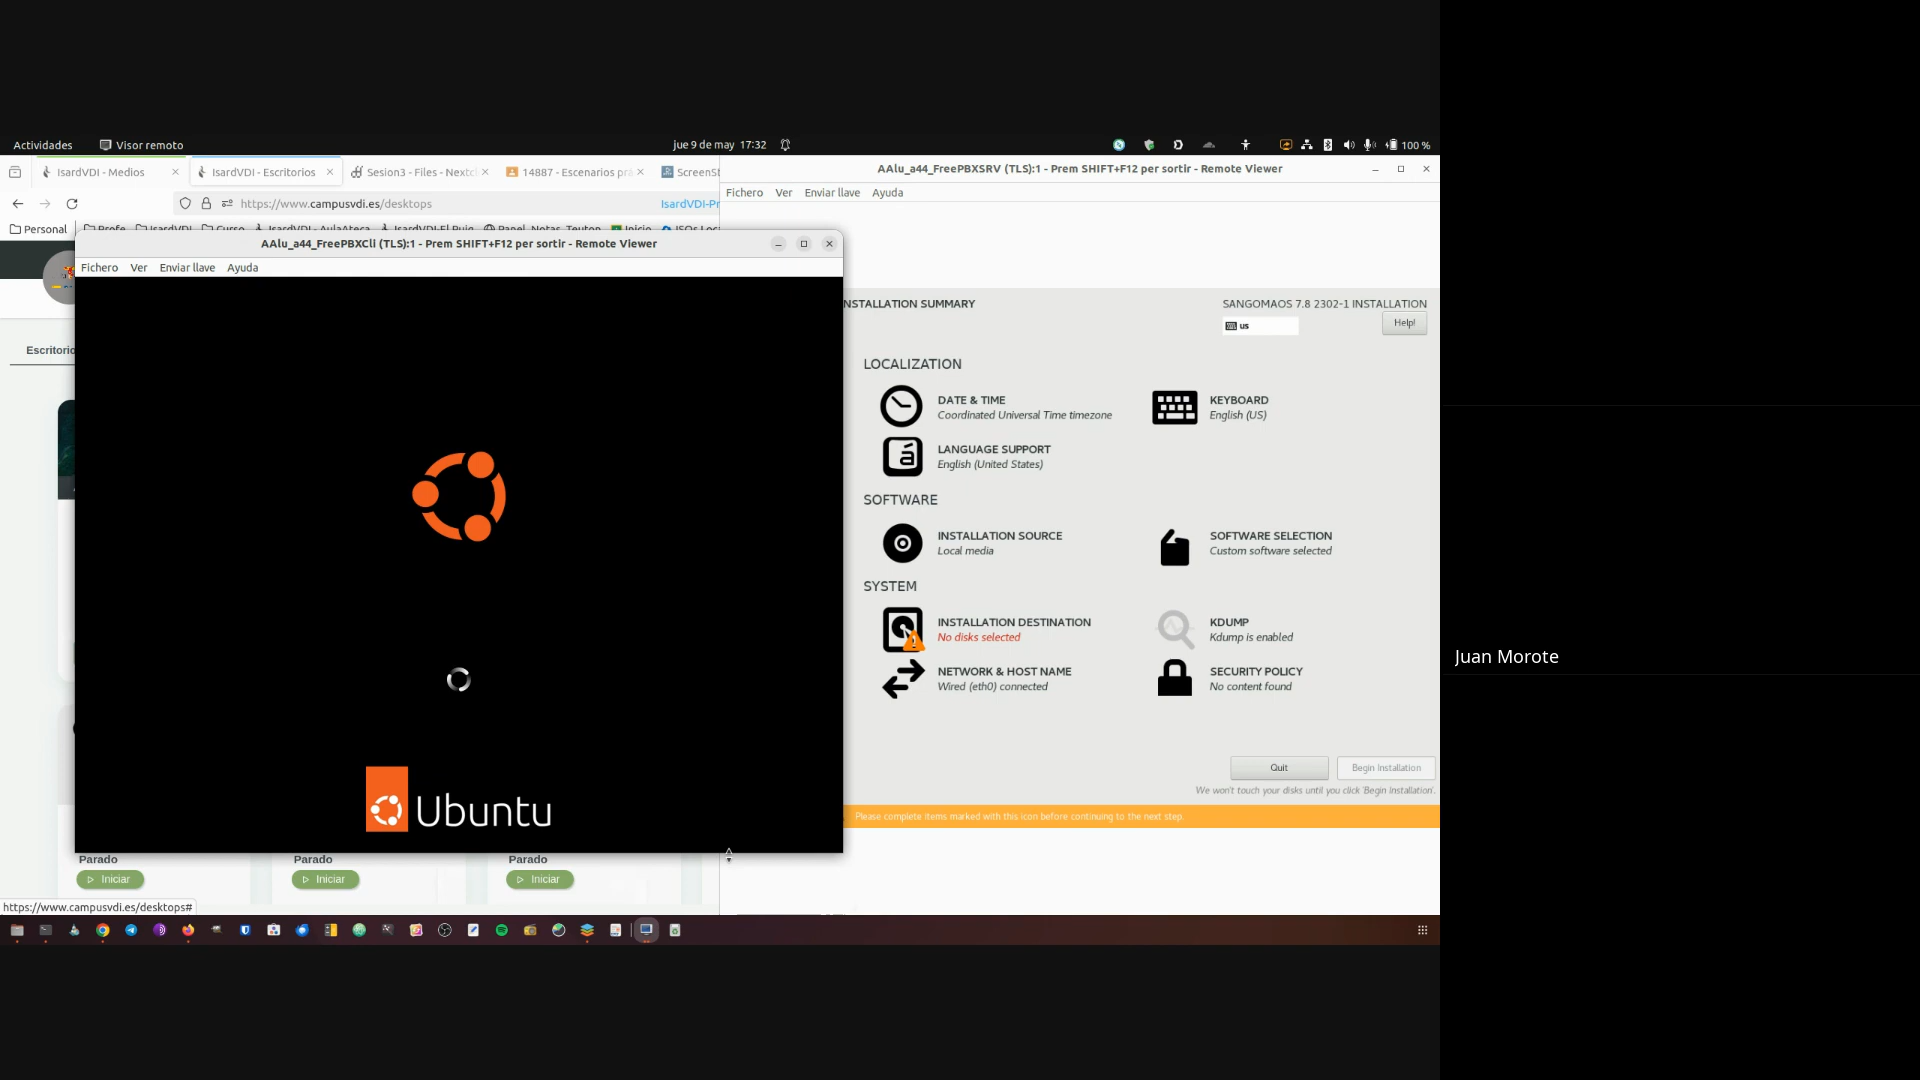 Actividades
Visor remoto
jue 9 de may 17:32
100 %
IsardVDI - Medios
IsardVDI - Escritorios
Sesion3 - Files - Nextcl
14887 - Escenarios prá
https://www.campusvdi.es/desktops
IsardVDI-Pr
Personal
AAlu_a44_FreePBXSRV (TLS):1 - Prem SHIFT+F12 per sortir - Remote Viewer
Fichero Ver Enviar llave Ayuda
AAlu_a44_FreePBXCli (TLS):1 - Prem SHIFT+F12 per sortir - Remote Viewer
Fichero Ver Enviar llave Ayuda
Escritorio
Ubuntu
NSTALLATION SUMMARY
SANGOMAOS 7.8 2302-1 INSTALLATION
us
Help!
LOCALIZATION
DATE & TIME
Coordinated Universal Time timezone
KEYBOARD
English (US)
LANGUAGE SUPPORT
English (United States)
SOFTWARE
INSTALLATION SOURCE
Local media
SOFTWARE SELECTION
Custom software selected
SYSTEM
INSTALLATION DESTINATION
No disks selected
KDUMP
Kdump is enabled
NETWORK & HOST NAME
Wired (eth0) connected
SECURITY POLICY
No content found
Quit
Begin Installation
We won't touch your disks until you click 'Begin Installation'.
Please complete items marked with this icon before continuing to the next step.
Parado
Iniciar
Parado
Iniciar
Parado
Iniciar
https://www.campusvdi.es/desktops#
Juan Morote